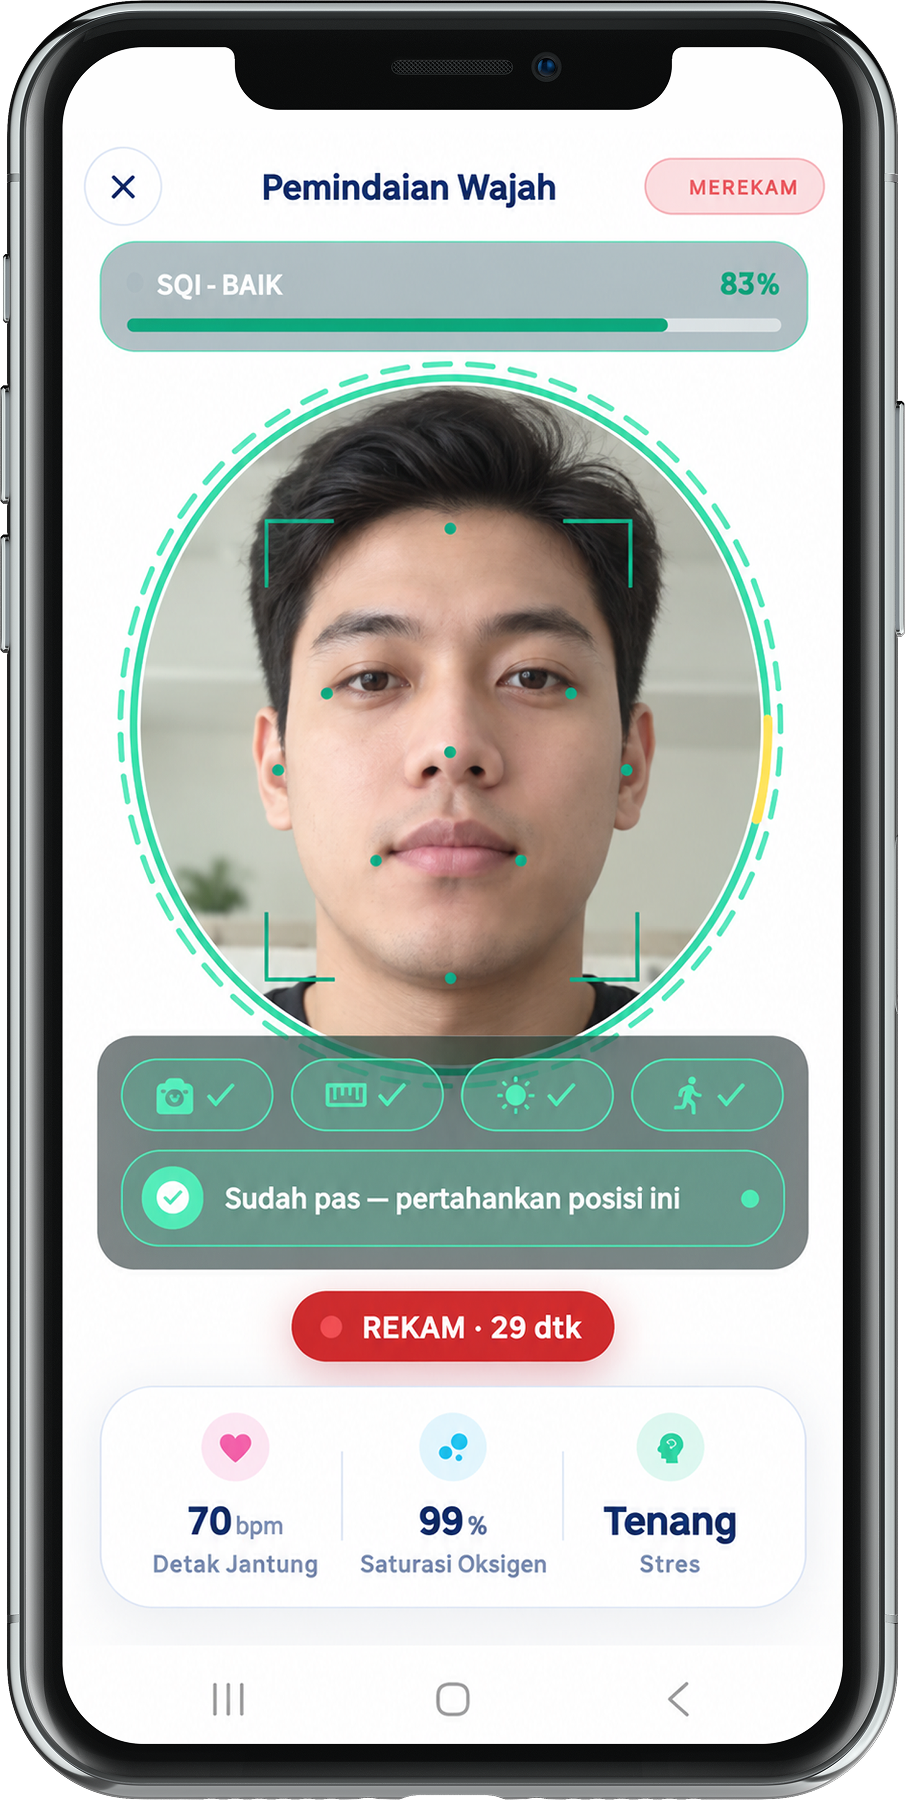 Pemindaian Wajah
MEREKAM
SQI - BAIK
83%
Sudah pas — pertahankan posisi ini
REKAM · 29 dtk
70 bpm
99 %
Tenang
Detak Jantung
Saturasi Oksigen
Stres